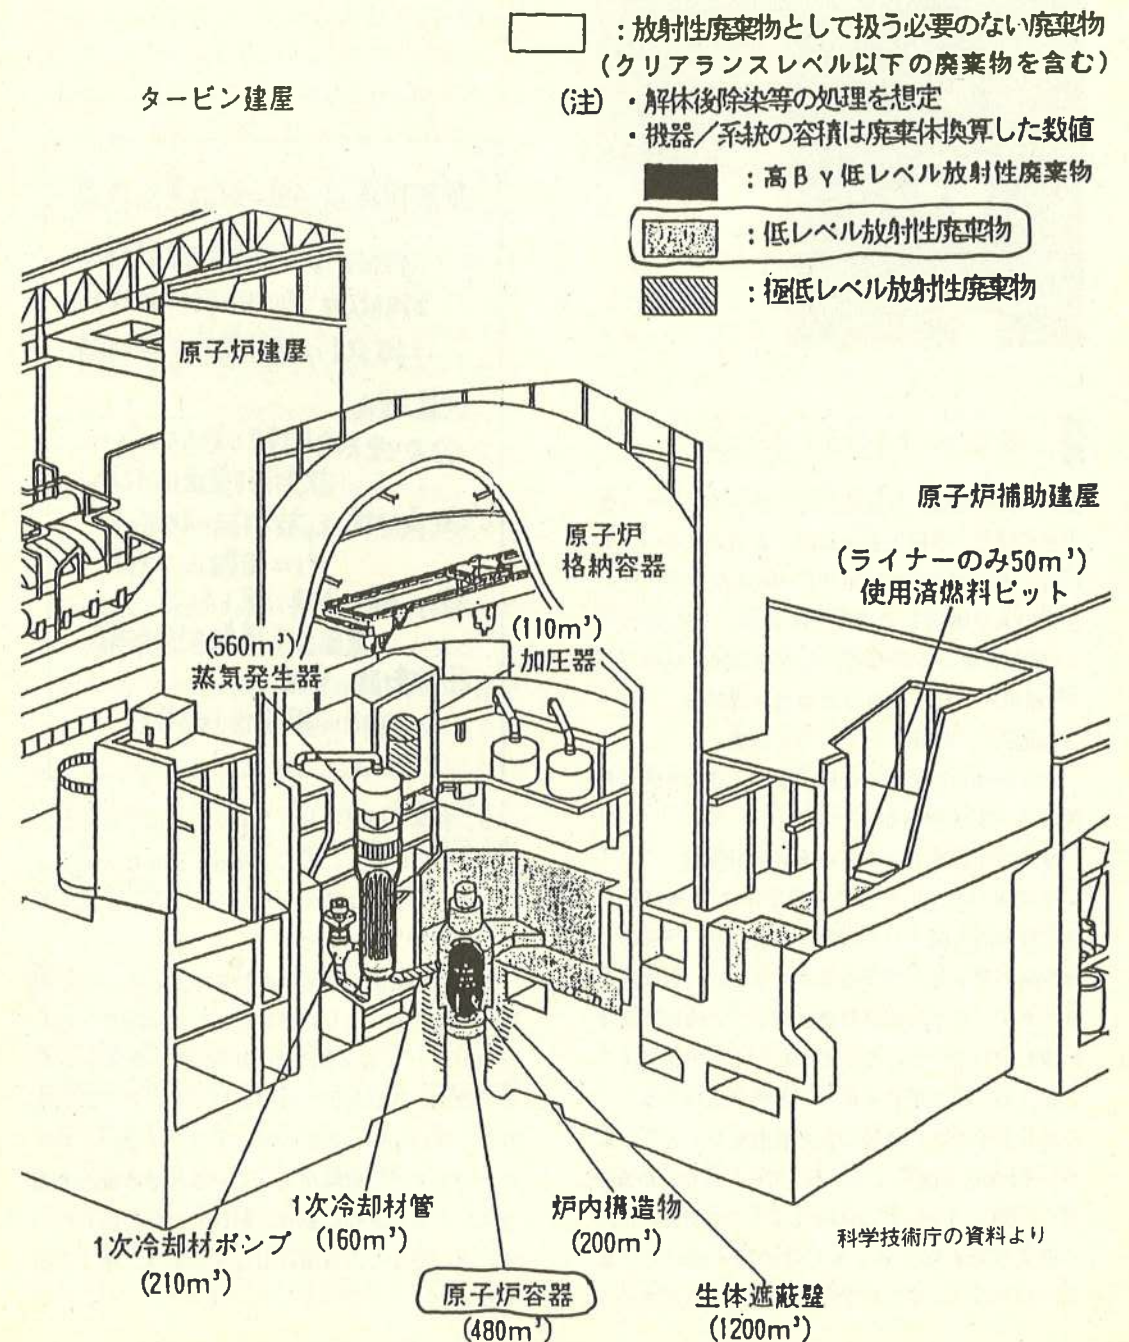 ：放射性廃棄物として扱う必要のない廃棄物
（クリアランスレベル以下の廃棄物を含む）
(注) ・解体後除染等の処理を想定
・機器／系統の容積は廃棄体換算した数値
：高βγ低レベル放射性廃棄物
：低レベル放射性廃棄物
：極低レベル放射性廃棄物
タービン建屋
原子炉建屋
原子炉補助建屋
(ライナーのみ50m³)
使用済燃料ピット
原子炉
格納容器
(560m³)
蒸気発生器
(110m³)
加圧器
1次冷却材ポンプ
(210m³)
1次冷却材管
(160m³)
原子炉容器
(480m³)
炉内構造物
(200m³)
生体遮蔽壁
(1200m³)
科学技術庁の資料より